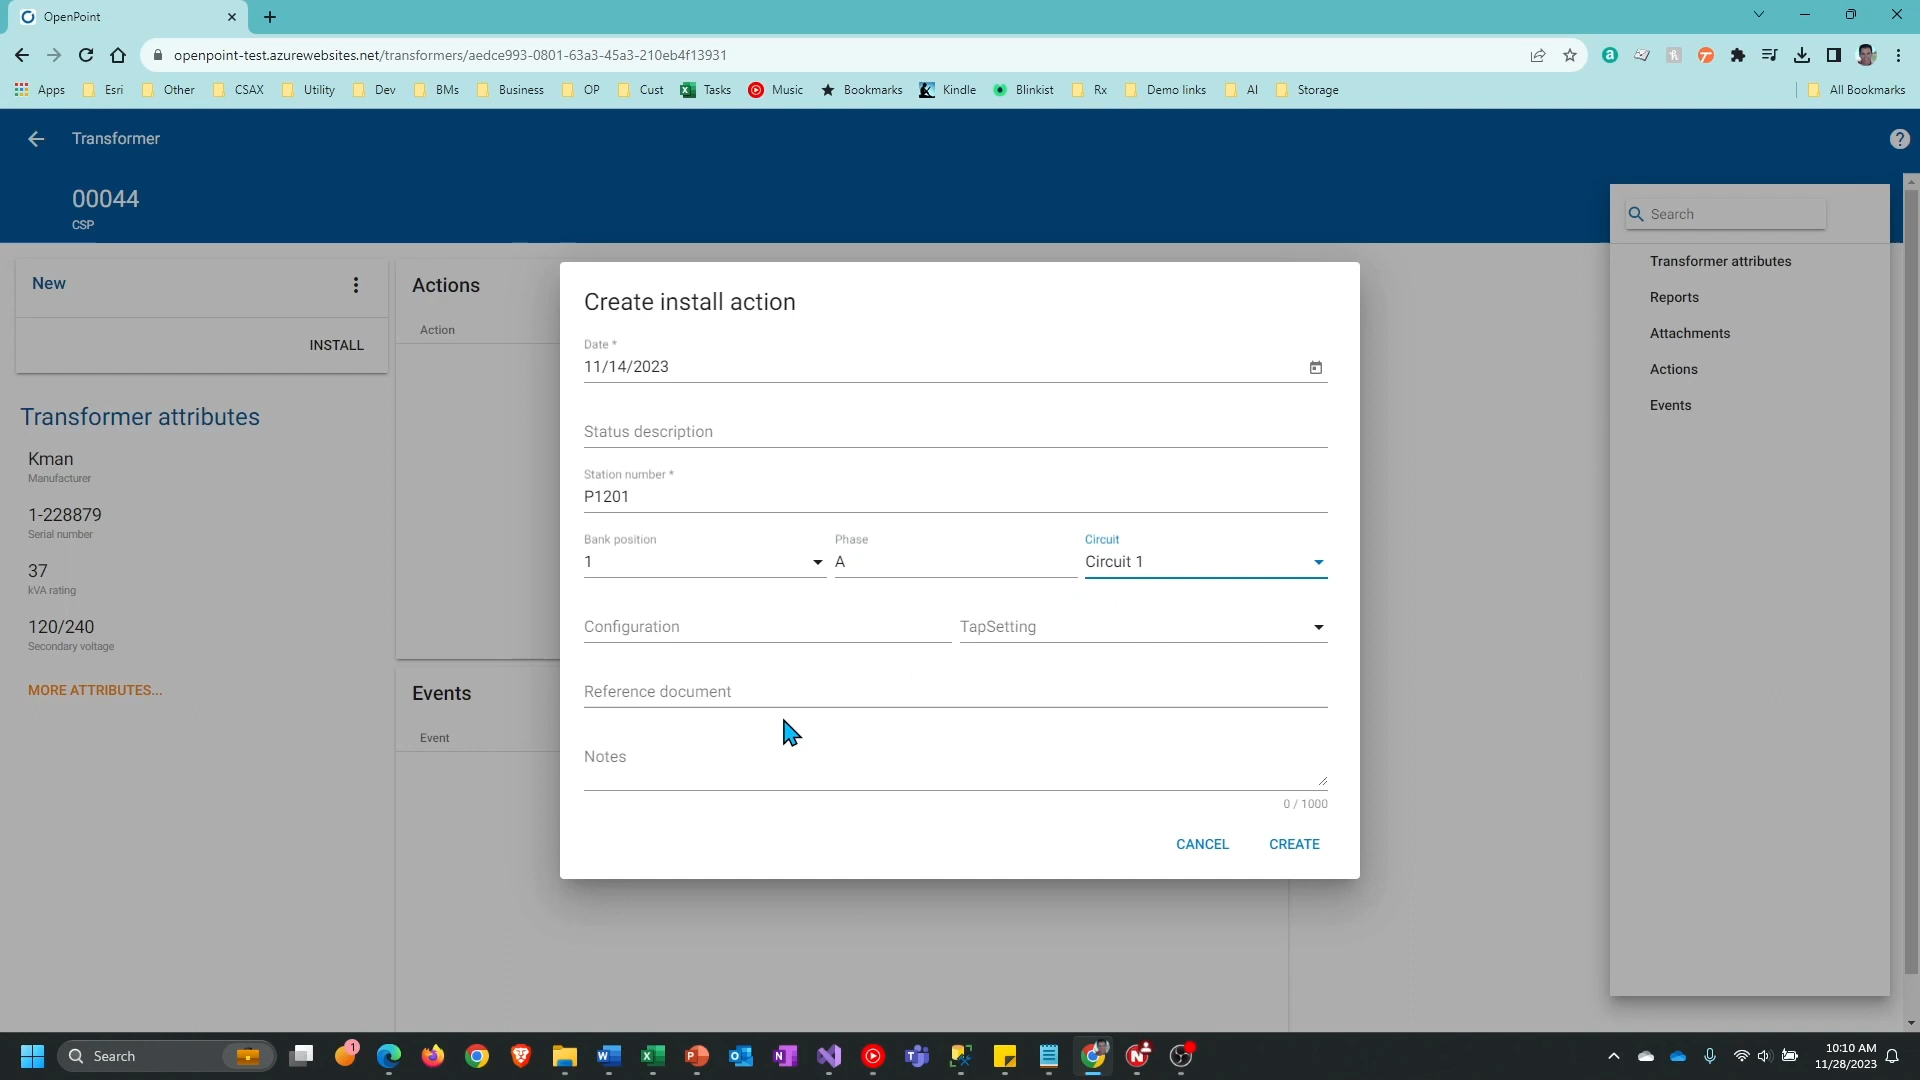 OpenPoint
openpoint-test.azurewebsites.net/transformers/aedce993-0801-63a3-45a3-210eb4f13931
Apps Esri Other CSAX Utility Dev BMs Business OP Cust Tasks Music Bookmarks Kindle Blinkist Rx Demo links AI Storage All Bookmarks
Transformer
00044
CSP
Search
Transformer attributes
Reports
Attachments
Actions
Events
New
INSTALL
Transformer attributes
Kman
Manufacturer
1-228879
Serial number
37
kVA rating
120/240
Secondary voltage
MORE ATTRIBUTES...
Actions
Action
Events
Event
Create install action
Date *
11/14/2023
Status description
Station number *
P1201
Bank position Phase Circuit
1 A Circuit 1
Configuration TapSetting
Reference document
Notes
0 / 1000
CANCEL CREATE
Search
1
10:10 AM
11/28/2023